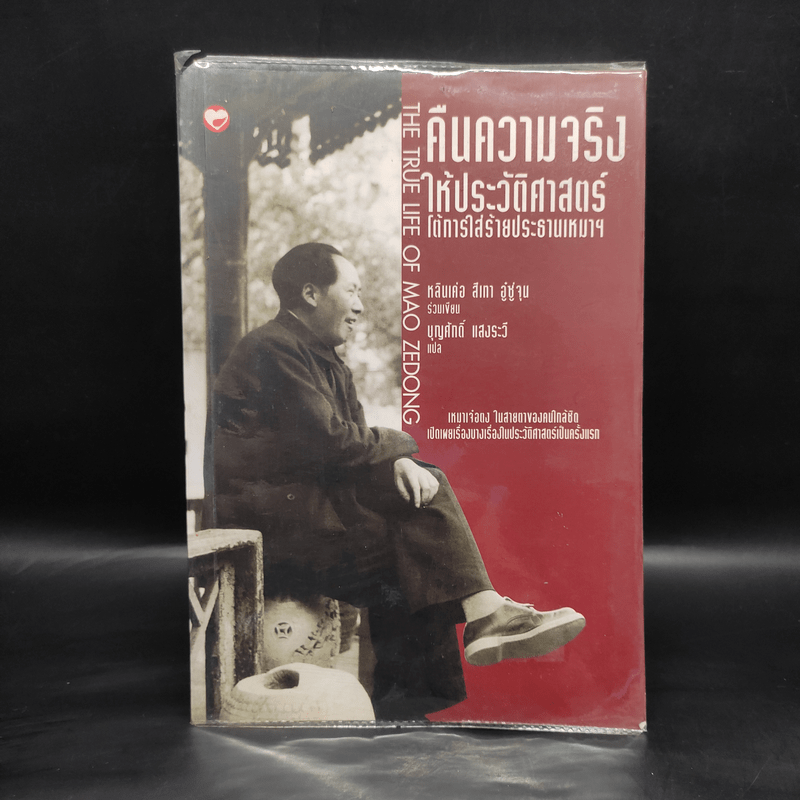 THE TRUE LIFE OF MAO ZEDONG
คืนความจริง
ให้ประวัติศาสตร์
โต้การใส่ร้ายประธานเหมาฯ
หลินเค่อ สีเทา อู๋ซู่จุน
ร่วมเขียน
บุญศักดิ์ แสงระวี
แปล
เหมาเจ๋อตง ในสายตาของคนใกล้ชิด
เปิดเผยเรื่องบางเรื่องในประวัติศาสตร์เป็นครั้งแรก